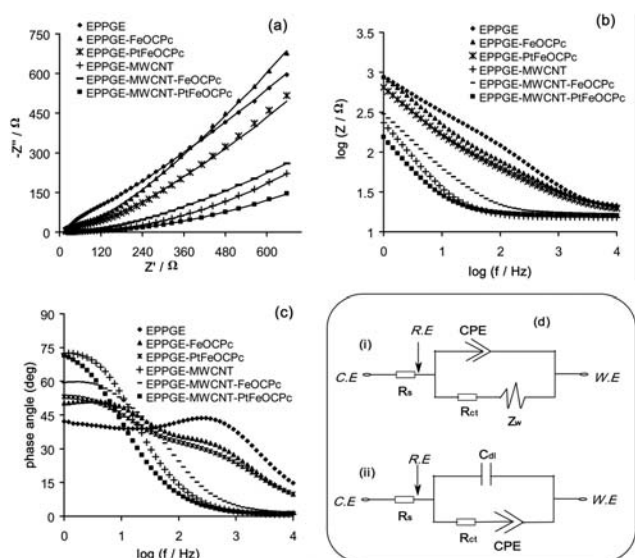 (a)
EPPGE
EPPGE-FeOCPc
EPPGE-PtFeOCPc
EPPGE-MWCNT
EPPGE-MWCNT-FeOCPc
EPPGE-MWCNT-PtFeOCPc
-Z" / Ω
750
600
450
300
150
0
0 120 240 360 480 600
Z' / Ω
(b)
EPPGE
EPPGE-FeOCPc
EPPGE-PtFeOCPc
EPPGE-MWCNT
EPPGE-MWCNT-FeOCPc
EPPGE-MWCNT-PtFeOCPc
log (Z / Ω)
4
3.5
3
2.5
2
1.5
1
0 1 2 3 4
log (f / Hz)
(c)
EPPGE
EPPGE-FeOCPc
EPPGE-PtFeOCPc
EPPGE-MWCNT
EPPGE-MWCNT-FeOCPc
EPPGE-MWCNT-PtFeOCPc
phase angle (deg)
90
75
60
45
30
15
0
0 1 2 3 4
log (f / Hz)
(d)
(i)
R.E
CPE
C.E
Rs
Rct
Zw
W.E
(ii)
R.E
Cdl
C.E
Rs
Rct
CPE
W.E